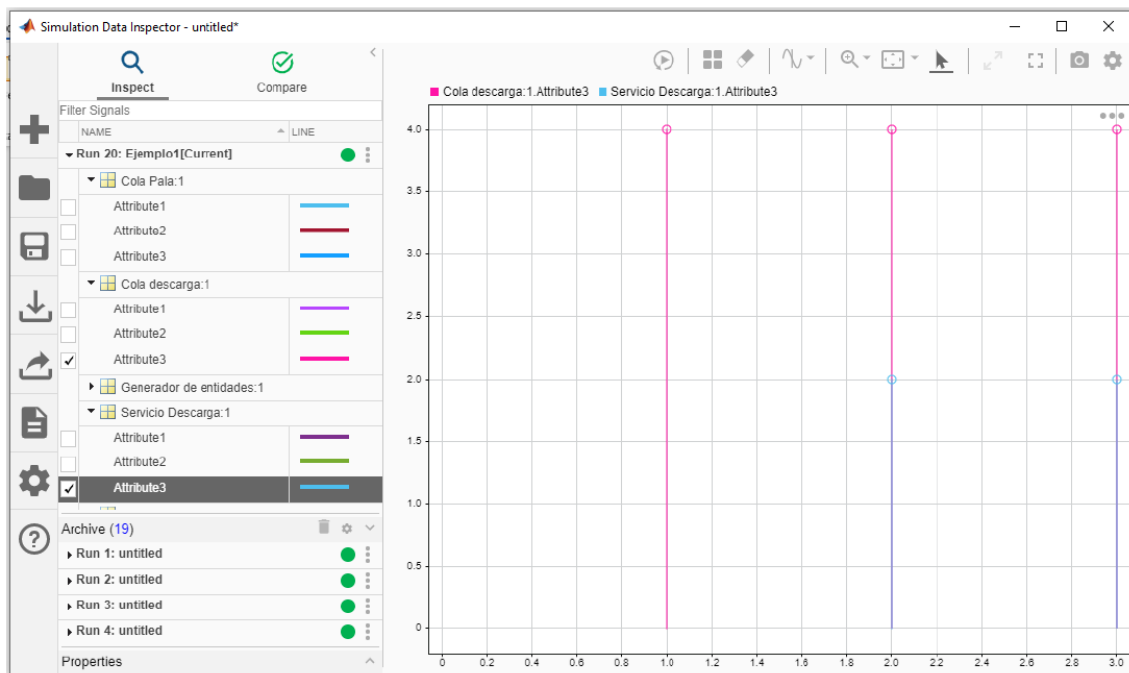 Simulation Data Inspector - untitled*
Inspect
Compare
Filter Signals
NAME LINE
Run 20: Ejemplo1[Current]
Cola Pala:1
Attribute1
Attribute2
Attribute3
Cola descarga:1
Attribute1
Attribute2
Attribute3
Generador de entidades:1
Servicio Descarga:1
Attribute1
Attribute2
Attribute3
Archive (19)
Run 1: untitled
Run 2: untitled
Run 3: untitled
Run 4: untitled
Properties
Cola descarga:1.Attribute3 Servicio Descarga:1.Attribute3
4.0
3.5
3.0
2.5
2.0
1.5
1.0
0.5
0
0 0.2 0.4 0.6 0.8 1.0 1.2 1.4 1.6 1.8 2.0 2.2 2.4 2.6 2.8 3.0